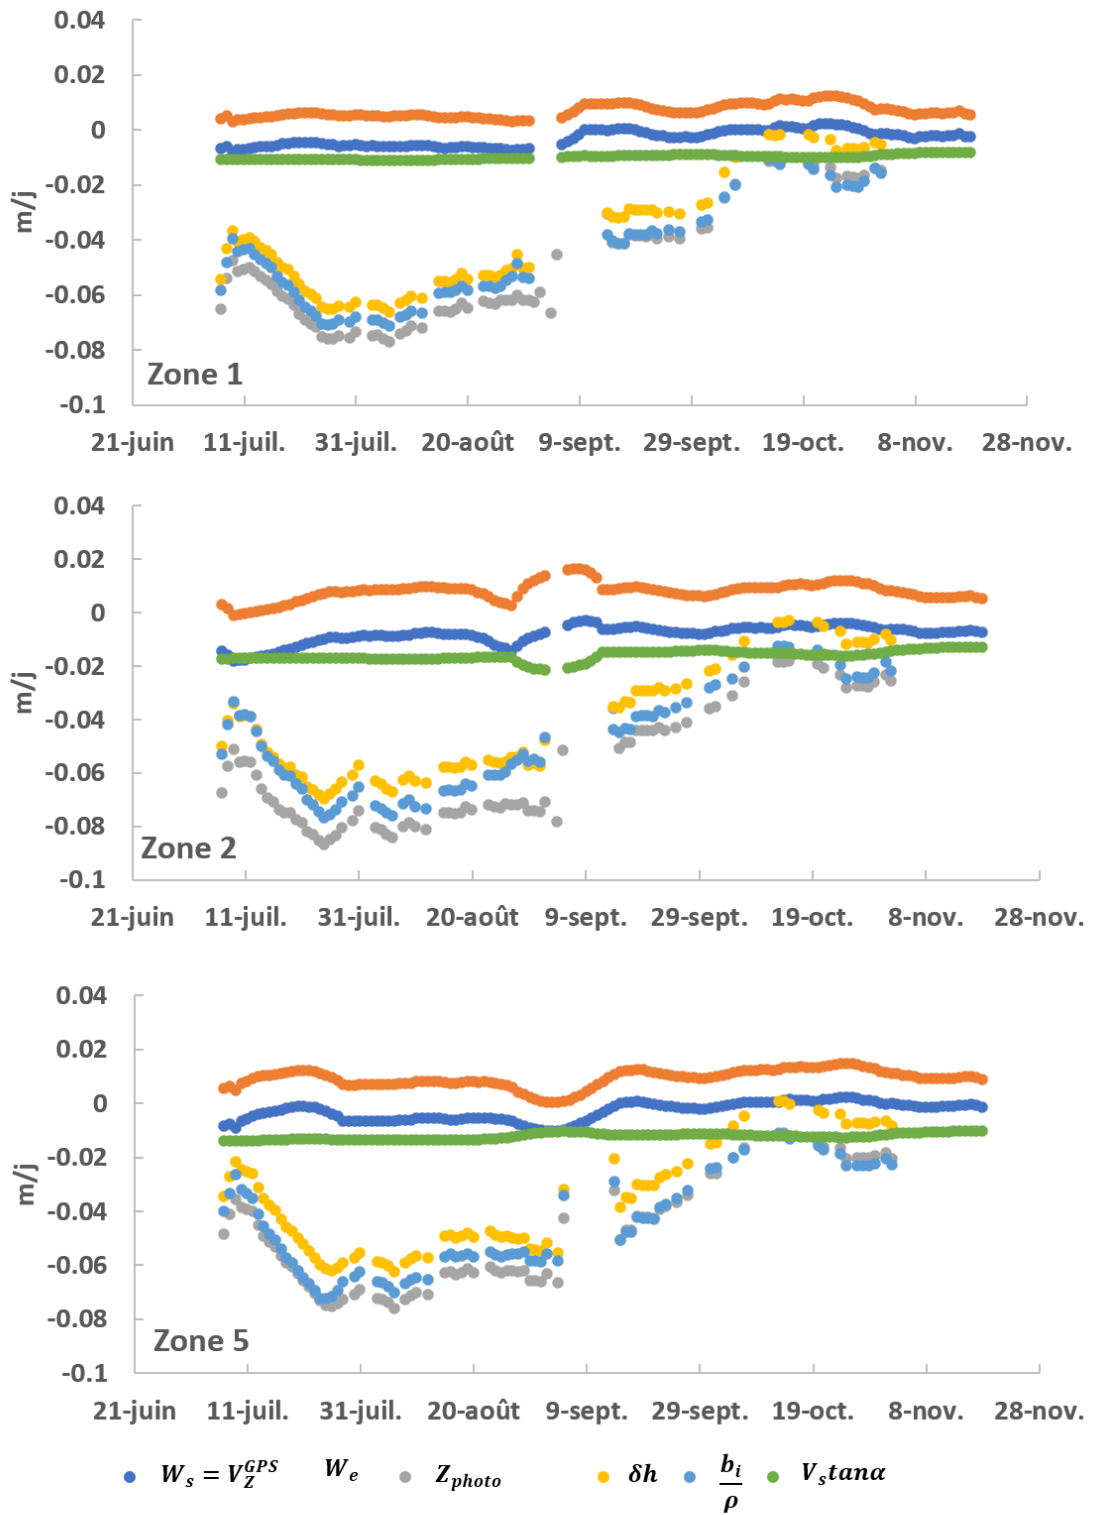 0.04
0.02
0
-0.02
-0.04
-0.06
-0.08
-0.1
m/j
Zone 1
21-juin 11-juil. 31-juil. 20-août 9-sept. 29-sept. 19-oct. 8-nov. 28-nov.
0.04
0.02
0
-0.02
-0.04
-0.06
-0.08
-0.1
m/j
Zone 2
21-juin 11-juil. 31-juil. 20-août 9-sept. 29-sept. 19-oct. 8-nov. 28-nov.
0.04
0.02
0
-0.02
-0.04
-0.06
-0.08
-0.1
m/j
Zone 5
21-juin 11-juil. 31-juil. 20-août 9-sept. 29-sept. 19-oct. 8-nov. 28-nov.
W_s = V_Z^GPS W_e Z_photo δh b_i/ρ V_s tanα